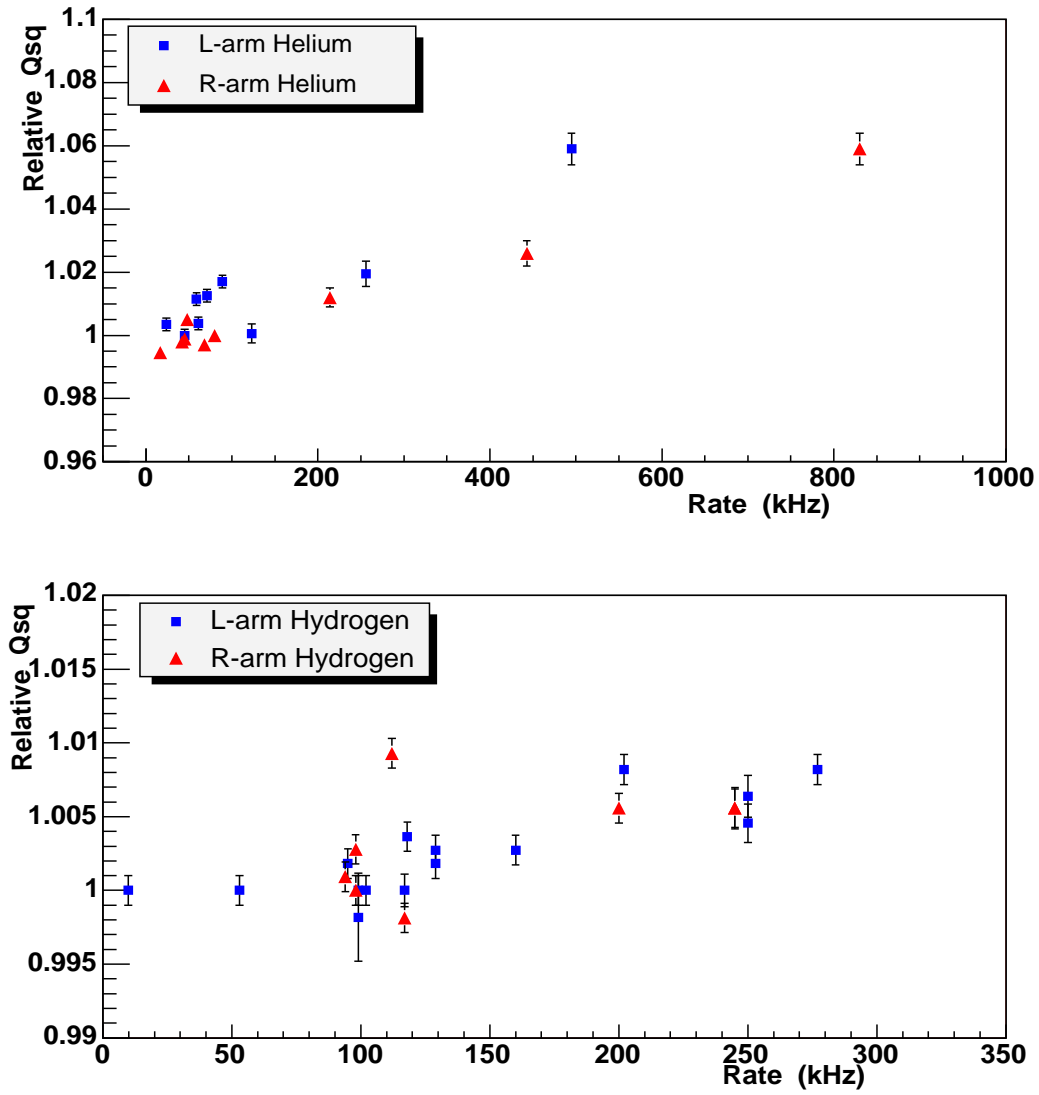 1.1
L-arm Helium
R-arm Helium
1.08
1.06
1.04
1.02
1
0.98
0.96
Relative Qsq
0 200 400 600 800 1000
Rate (kHz)
1.02
L-arm Hydrogen
R-arm Hydrogen
1.015
1.01
1.005
1
0.995
0.99
Relative Qsq
0 50 100 150 200 250 300 350
Rate (kHz)